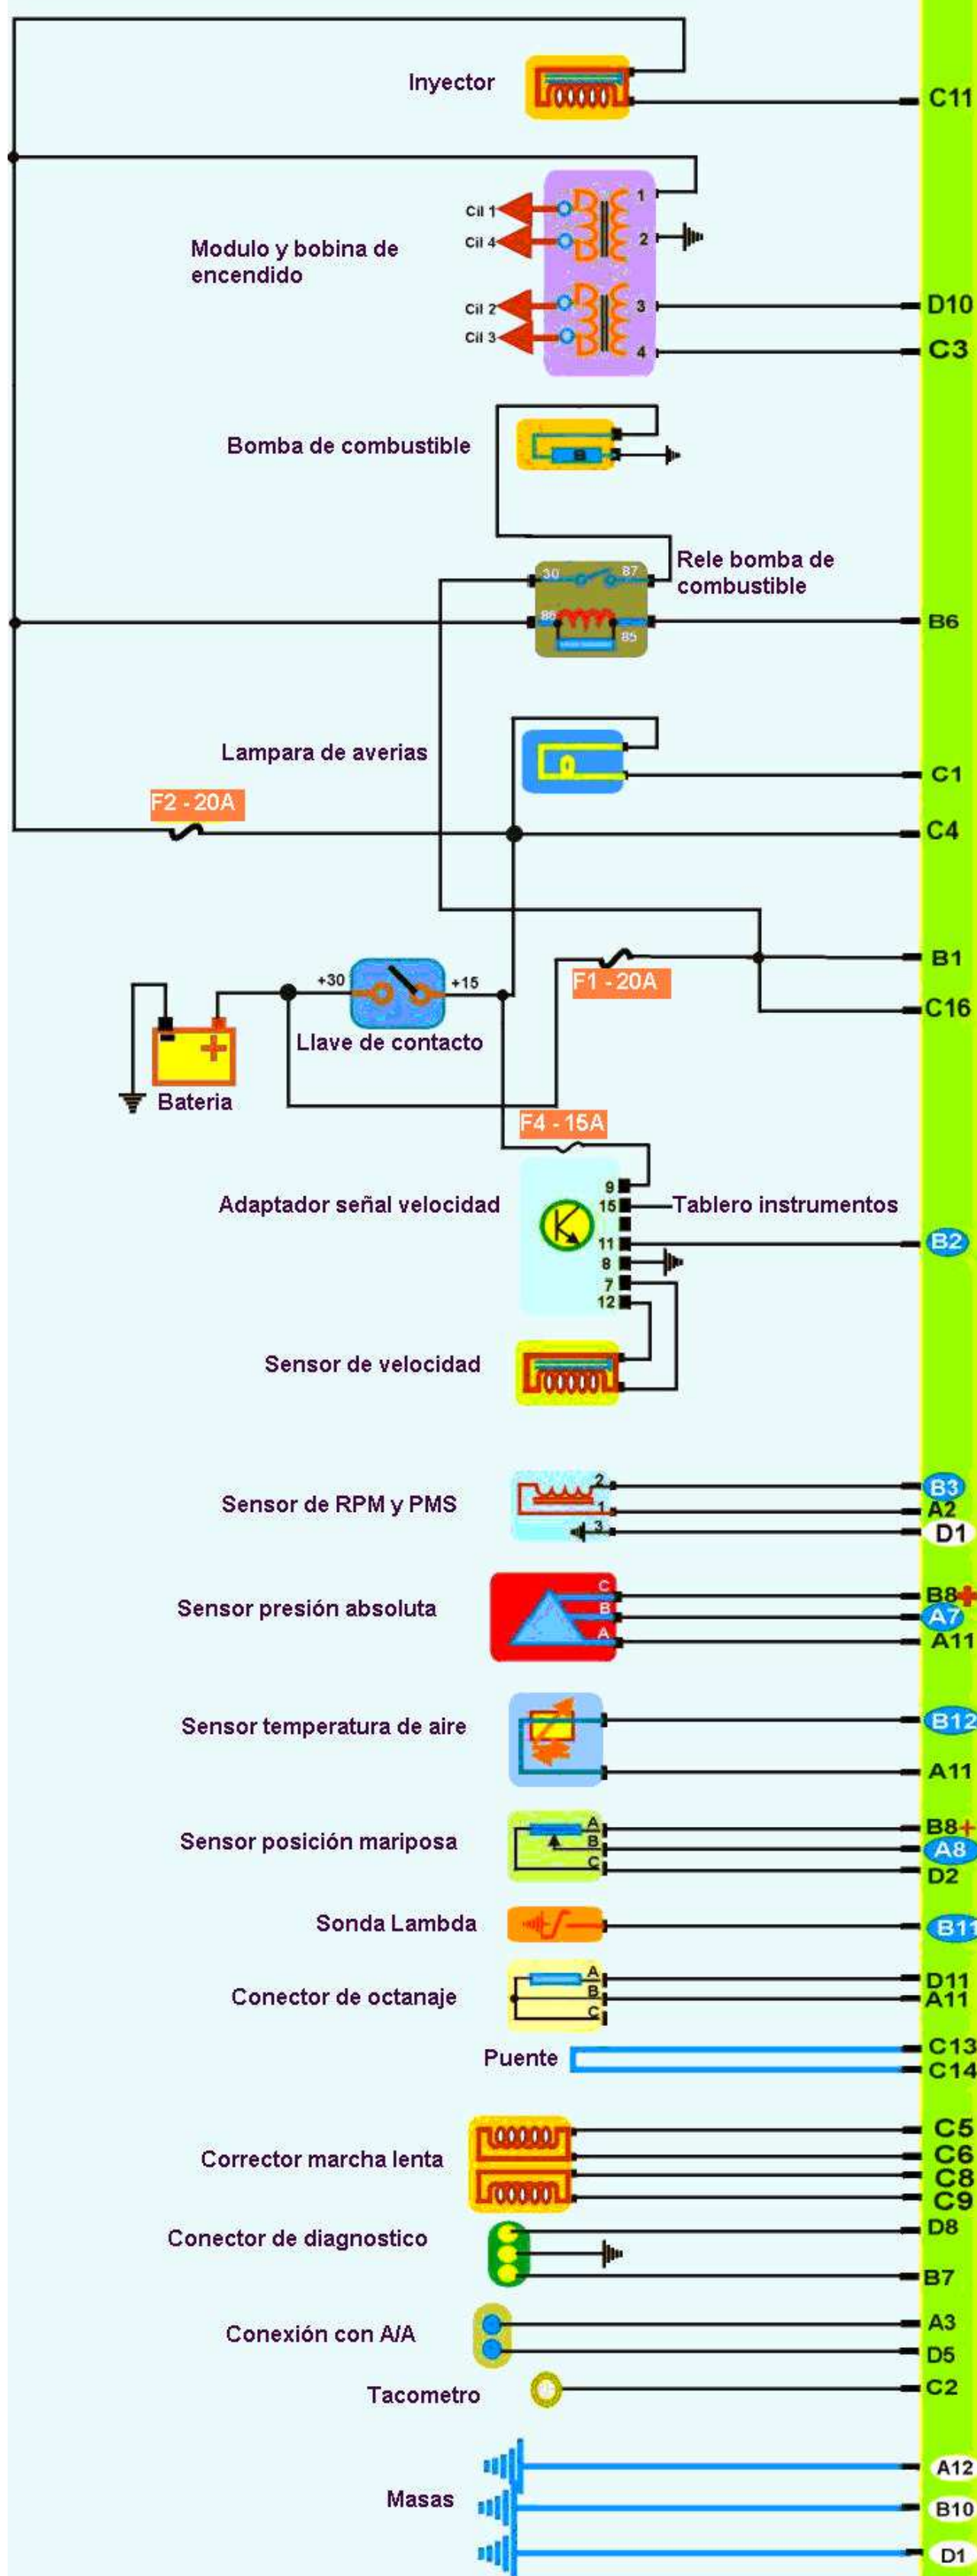 Inyector
C11
1
Cil 1
Cil 4
2
Modulo y bobina de
encendido
Cil 2
3
D10
Cil 3
4
C3
Bomba de combustible
B
Rele bomba de
combustible
30
87
86
85
B6
Lampara de averias
C1
F2 - 20A
C4
B1
+30
+15
F1 - 20A
C16
Llave de contacto
+
Bateria
F4 - 15A
9
Adaptador señal velocidad
15
Tablero instrumentos
11
B2
8
7
12
Sensor de velocidad
2
B3
Sensor de RPM y PMS
1
A2
3
D1
C
B8+
Sensor presión absoluta
B
A7
A
A11
Sensor temperatura de aire
B12
A11
A
B8+
Sensor posición mariposa
B
A8
C
D2
Sonda Lambda
B11
A
D11
Conector de octanaje
B
A11
C
C13
Puente
C14
C5
Corrector marcha lenta
C6
C8
C9
D8
Conector de diagnostico
B7
A3
Conexión con A/A
D5
C2
Tacometro
A12
Masas
B10
D1